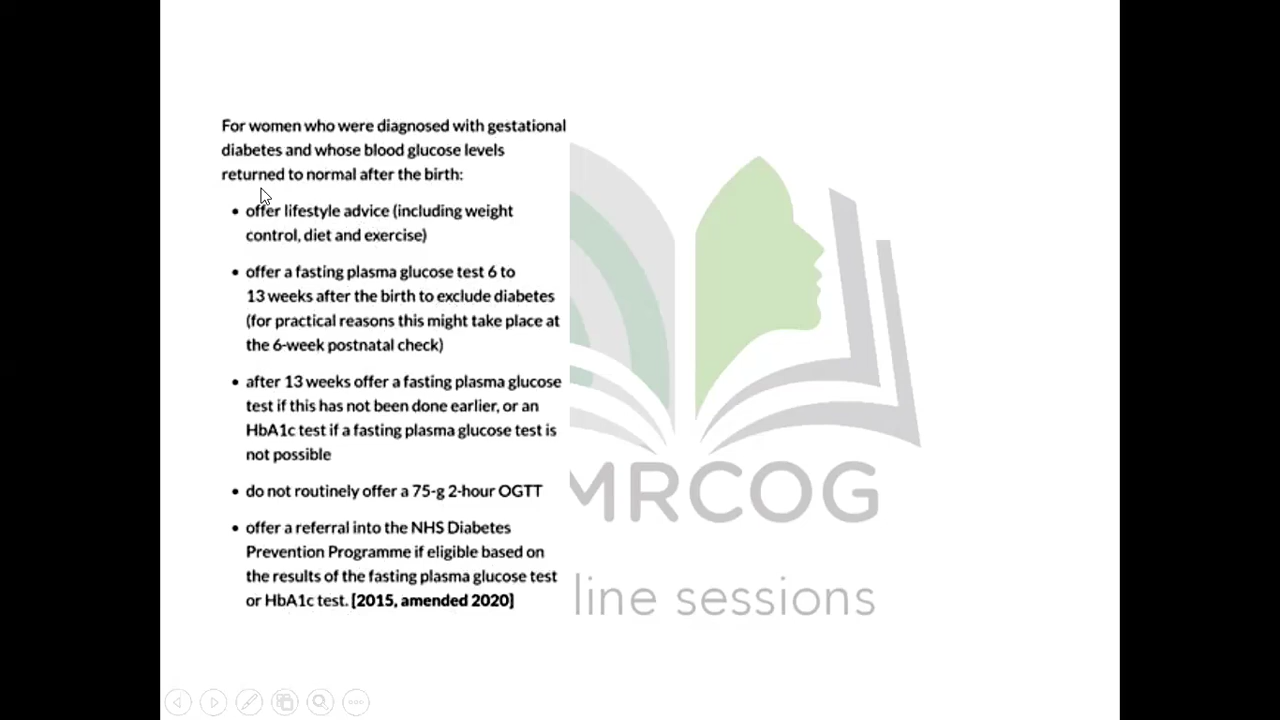 For women who were diagnosed with gestational
diabetes and whose blood glucose levels
returned to normal after the birth:
• offer lifestyle advice (including weight
control, diet and exercise)
• offer a fasting plasma glucose test 6 to
13 weeks after the birth to exclude diabetes
(for practical reasons this might take place at
the 6-week postnatal check)
• after 13 weeks offer a fasting plasma glucose
test if this has not been done earlier, or an
HbA1c test if a fasting plasma glucose test is
not possible
• do not routinely offer a 75-g 2-hour OGTT
• offer a referral into the NHS Diabetes
Prevention Programme if eligible based on
the results of the fasting plasma glucose test
or HbA1c test. [2015, amended 2020]
MRCOG
line sessions